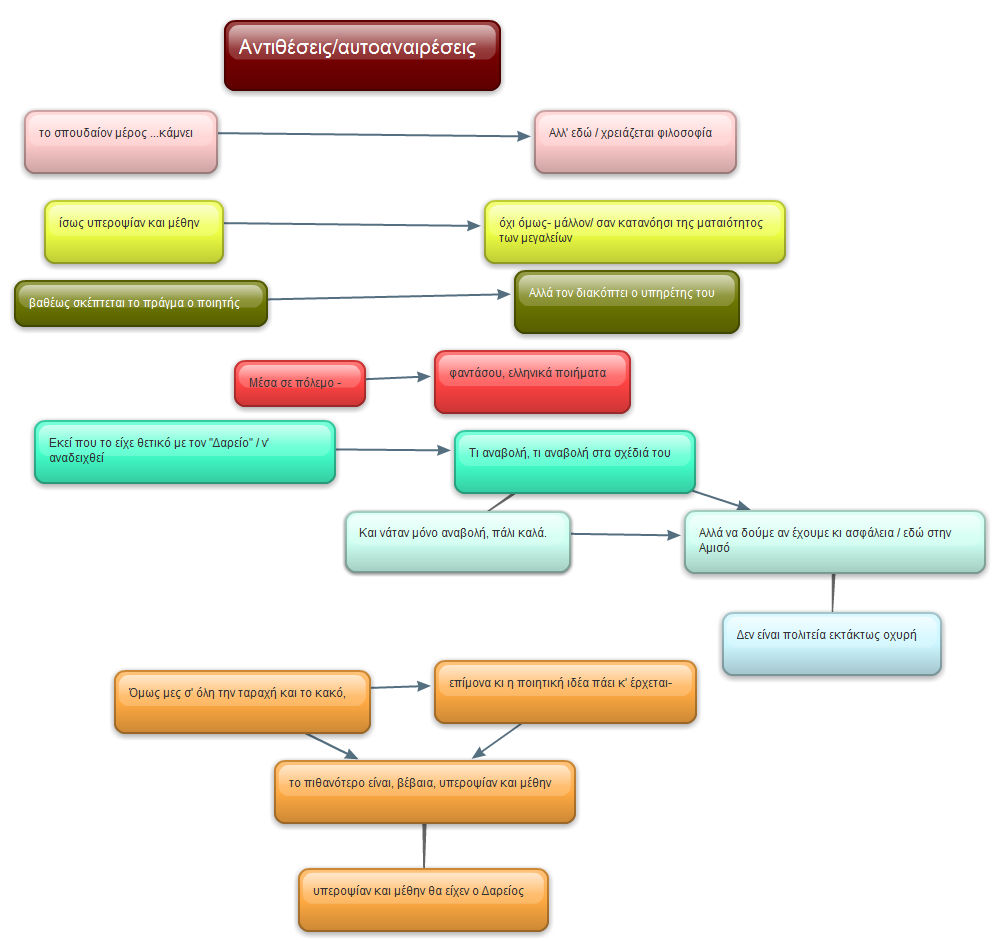 Αντιθέσεις/αυτοαναιρέσεις
το σπουδαίον μέρος ...κάμνει
Αλλ' εδώ / χρειάζεται φιλοσοφία
ίσως υπεροψίαν και μέθην
όχι όμως- μάλλον/ σαν κατανόησι της ματαιότητος
των μεγαλείων
βαθέως σκέπτεται το πράγμα ο ποιητής
Αλλά τον διακόπτει ο υπηρέτης του
Μέσα σε πόλεμο -
φαντάσου, ελληνικά ποιήματα
Εκεί που το είχε θετικό με τον "Δαρείο" / ν'
αναδειχθεί
Τι αναβολή, τι αναβολή στα σχέδιά του
Και νάταν μόνο αναβολή, πάλι καλά.
Αλλά να δούμε αν έχουμε κι ασφάλεια / εδώ στην
Αμισό
Δεν είναι πολιτεία εκτάκτως οχυρή
Όμως μες σ' όλη την ταραχή και το κακό,
επίμονα κι η ποιητική ιδέα πάει κ' έρχεται-
το πιθανότερο είναι, βέβαια, υπεροψίαν και μέθην
υπεροψίαν και μέθην θα είχεν ο Δαρείος